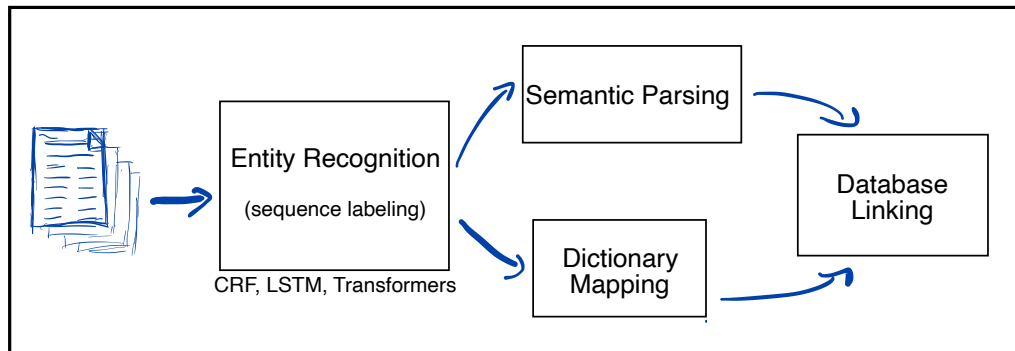 Entity Recognition
(sequence labeling)
CRF, LSTM, Transformers
Semantic Parsing
Dictionary
Mapping
Database
Linking